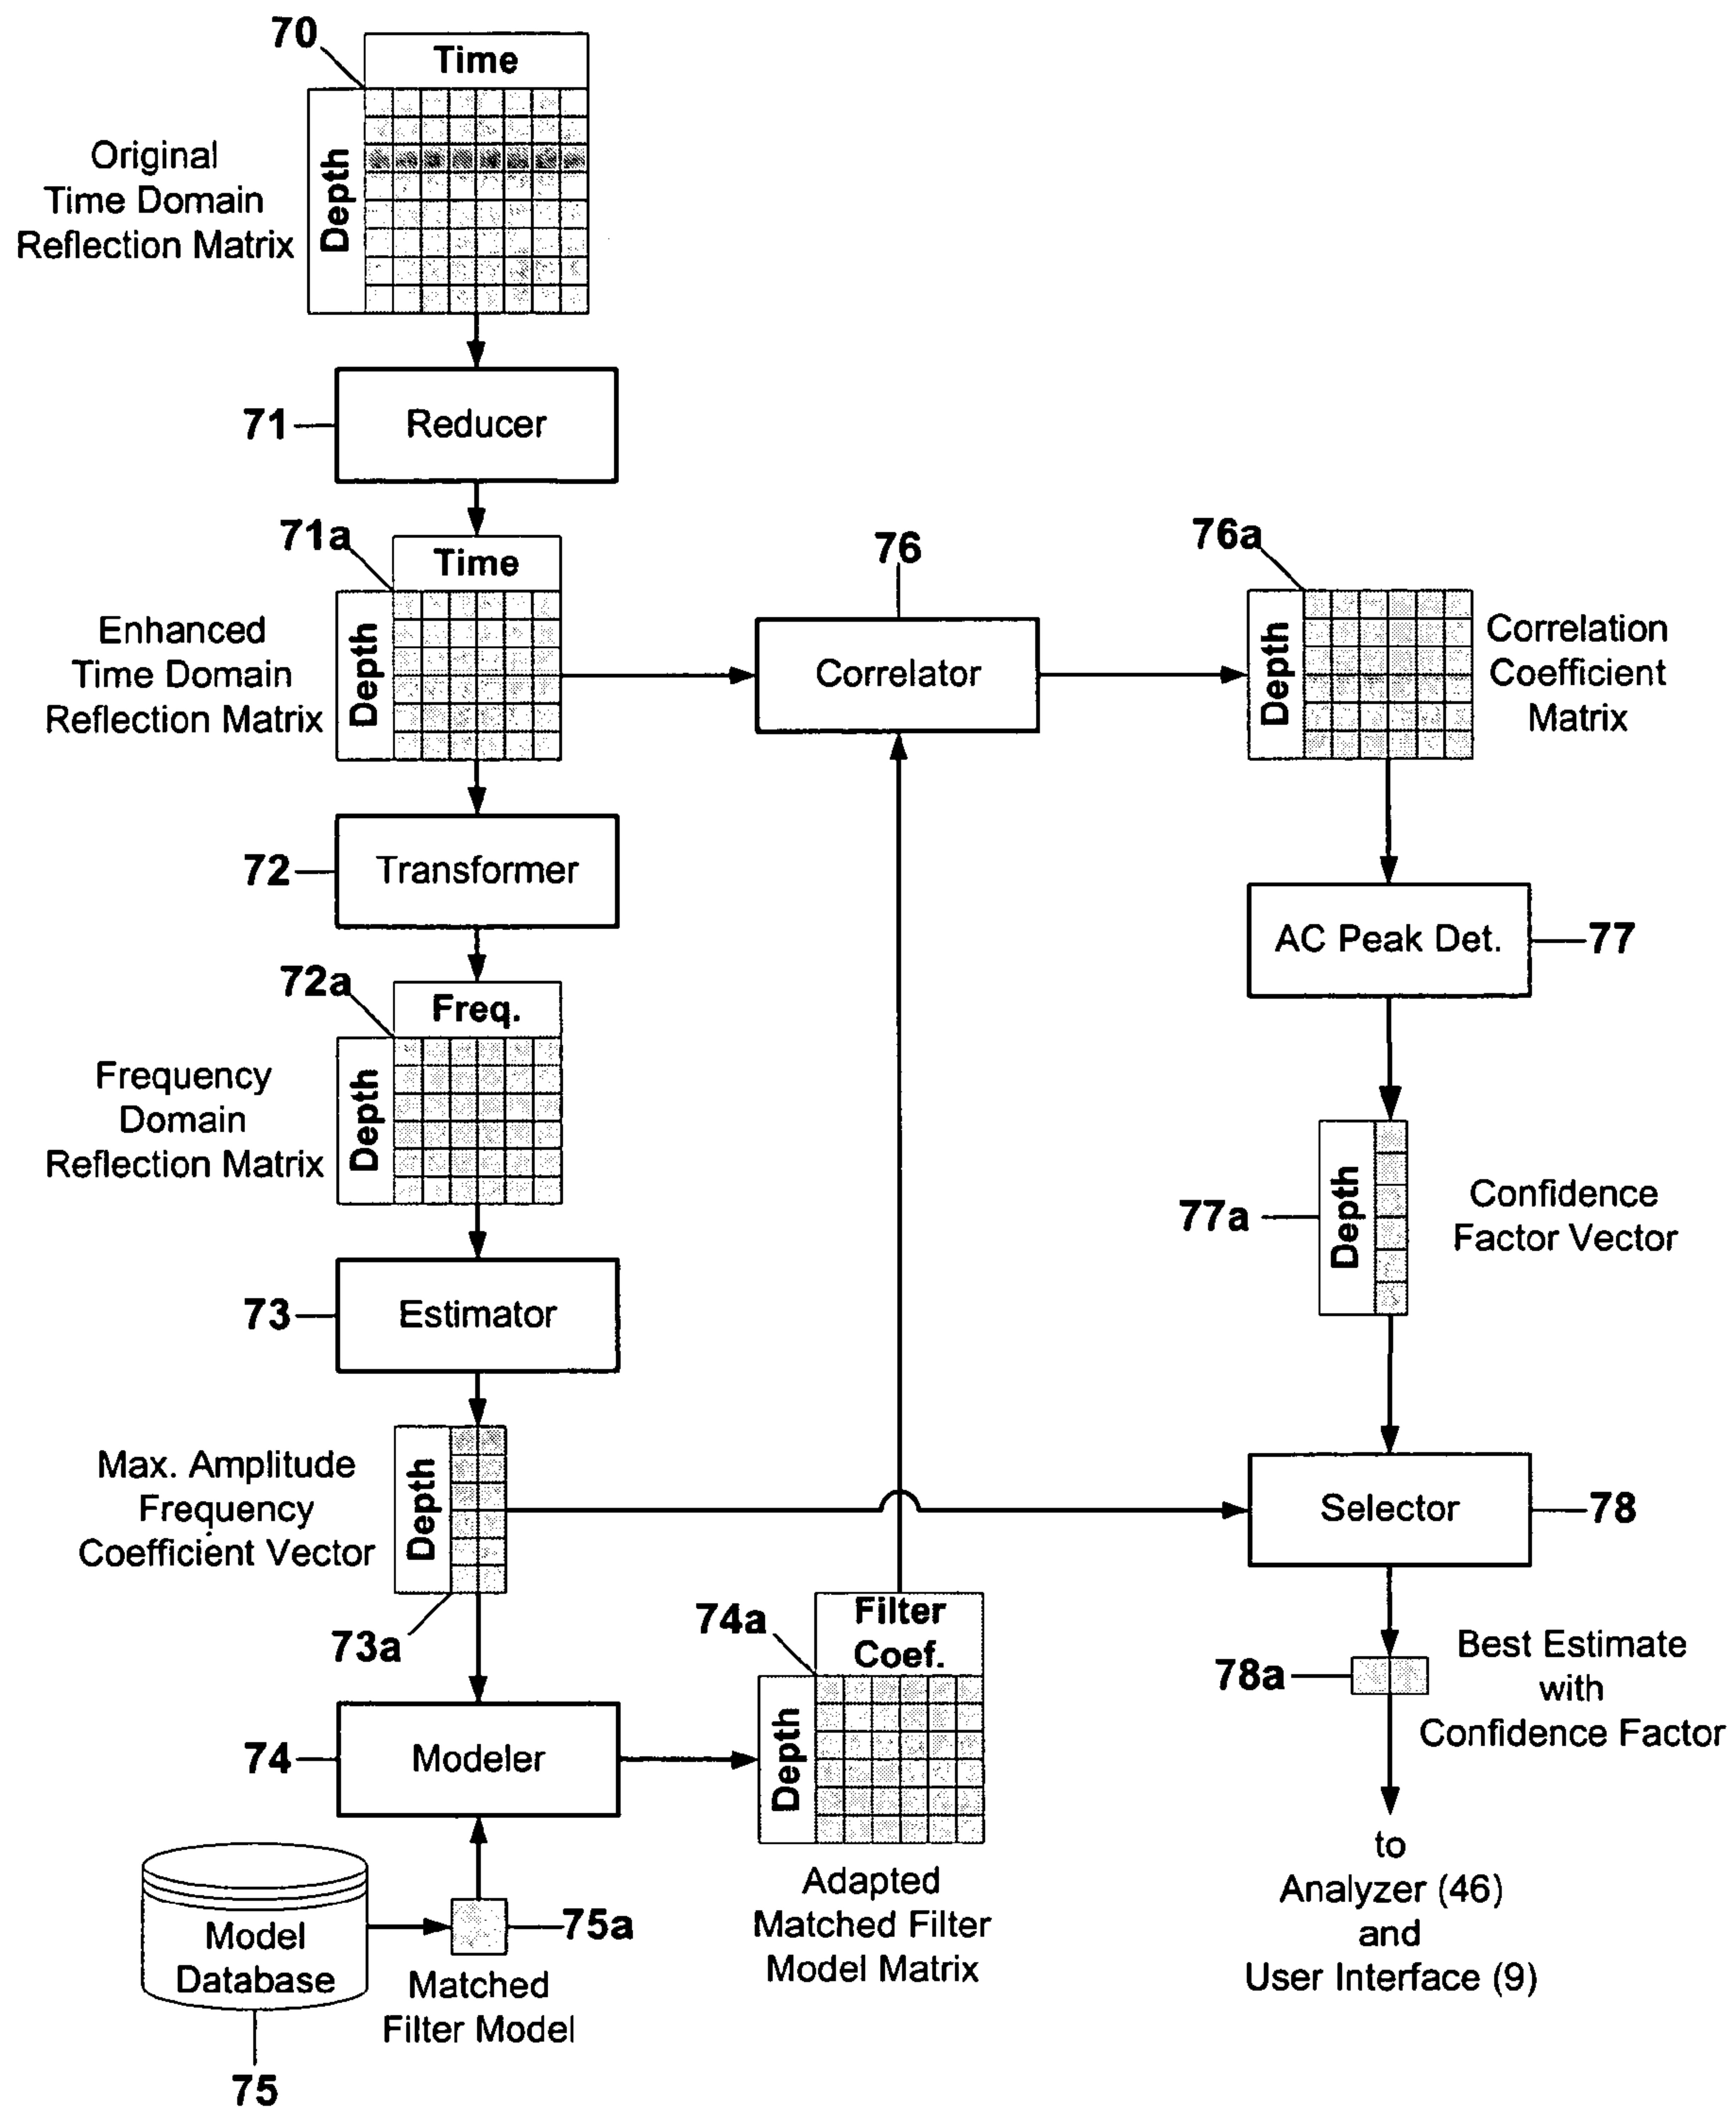 70
Time
Depth
Original
Time Domain
Reflection Matrix
71
Reducer
71a
Time
Depth
Enhanced
Time Domain
Reflection Matrix
76
Correlator
76a
Depth
Correlation
Coefficient
Matrix
72
Transformer
AC Peak Det.
77
72a
Freq.
Depth
Frequency
Domain
Reflection Matrix
77a
Depth
Confidence
Factor Vector
73
Estimator
Max. Amplitude
Frequency
Coefficient Vector
Depth
73a
Selector
78
74a
Filter
Coef.
Depth
78a
Best Estimate
with
Confidence Factor
74
Modeler
Adapted
Matched Filter
Model Matrix
to
Analyzer (46)
and
User Interface (9)
Model
Database
75a
Matched
Filter Model
75